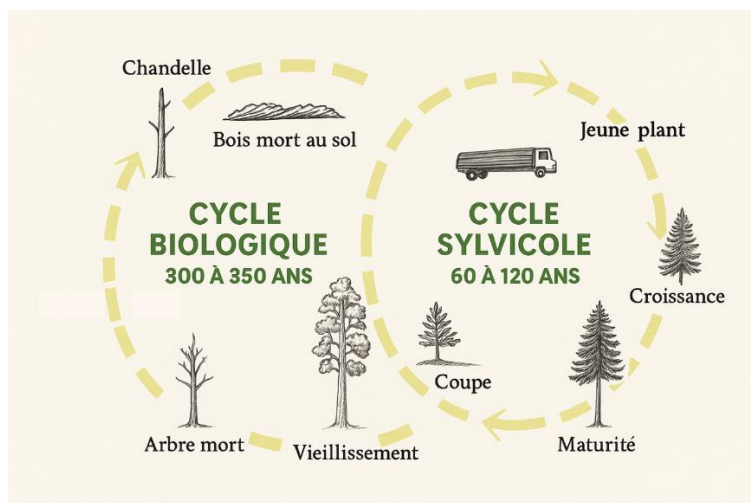 Chandelle
Bois mort au sol
Jeune plant
CYCLE
BIOLOGIQUE
300 À 350 ANS
CYCLE
SYLVICOLE
60 À 120 ANS
Croissance
Coupe
Arbre mort
Vieillissement
Maturité